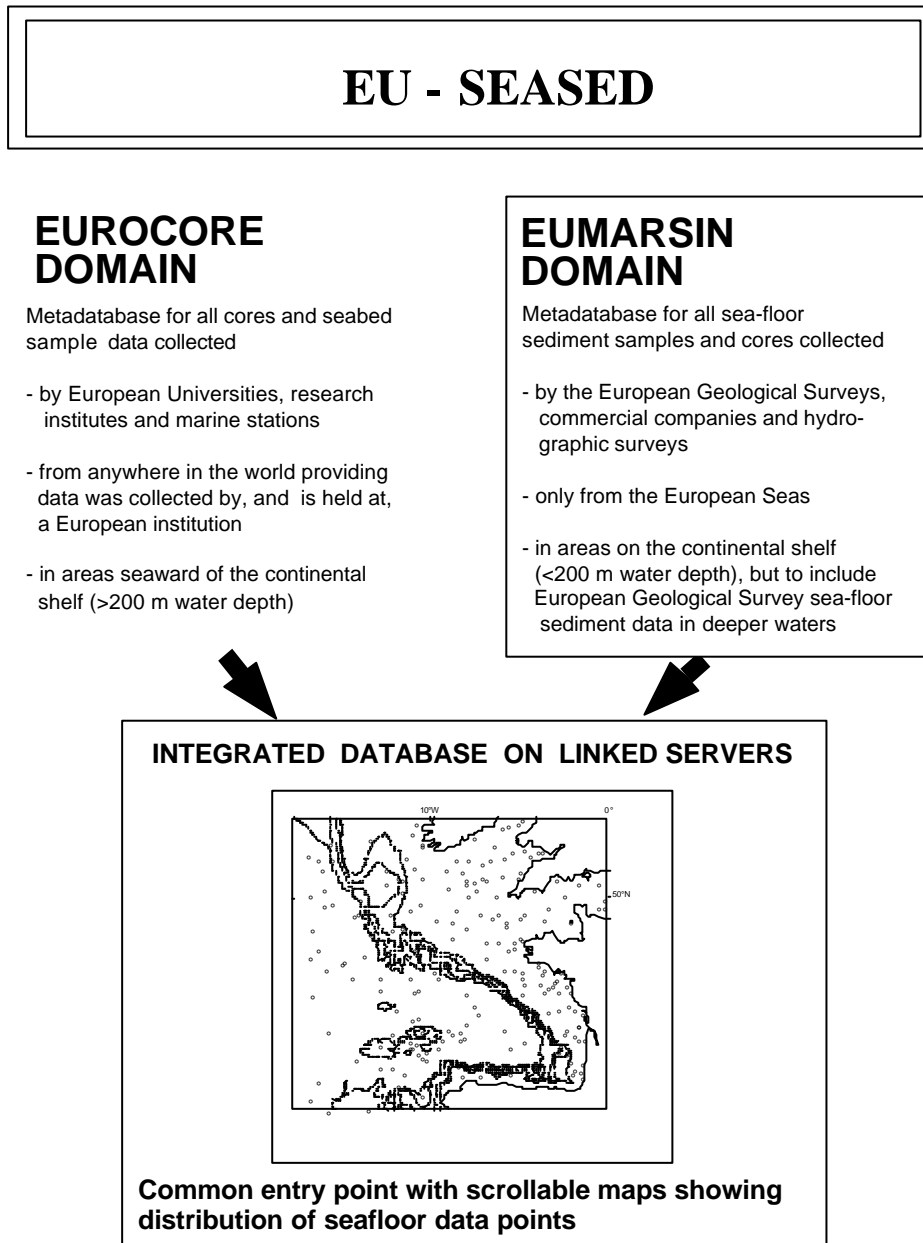 EU - SEASED
EUROCORE
DOMAIN
Metadatabase for all cores and seabed
sample data collected
- by European Universities, research
institutes and marine stations
- from anywhere in the world providing
data was collected by, and is held at,
a European institution
- in areas seaward of the continental
shelf (>200 m water depth)
EUMARSIN
DOMAIN
Metadatabase for all sea-floor
sediment samples and cores collected
- by the European Geological Surveys,
commercial companies and hydro-
graphic surveys
- only from the European Seas
- in areas on the continental shelf
(<200 m water depth), but to include
European Geological Survey sea-floor
sediment data in deeper waters
INTEGRATED DATABASE ON LINKED SERVERS
10°W
0°
50°N
Common entry point with scrollable maps showing
distribution of seafloor data points